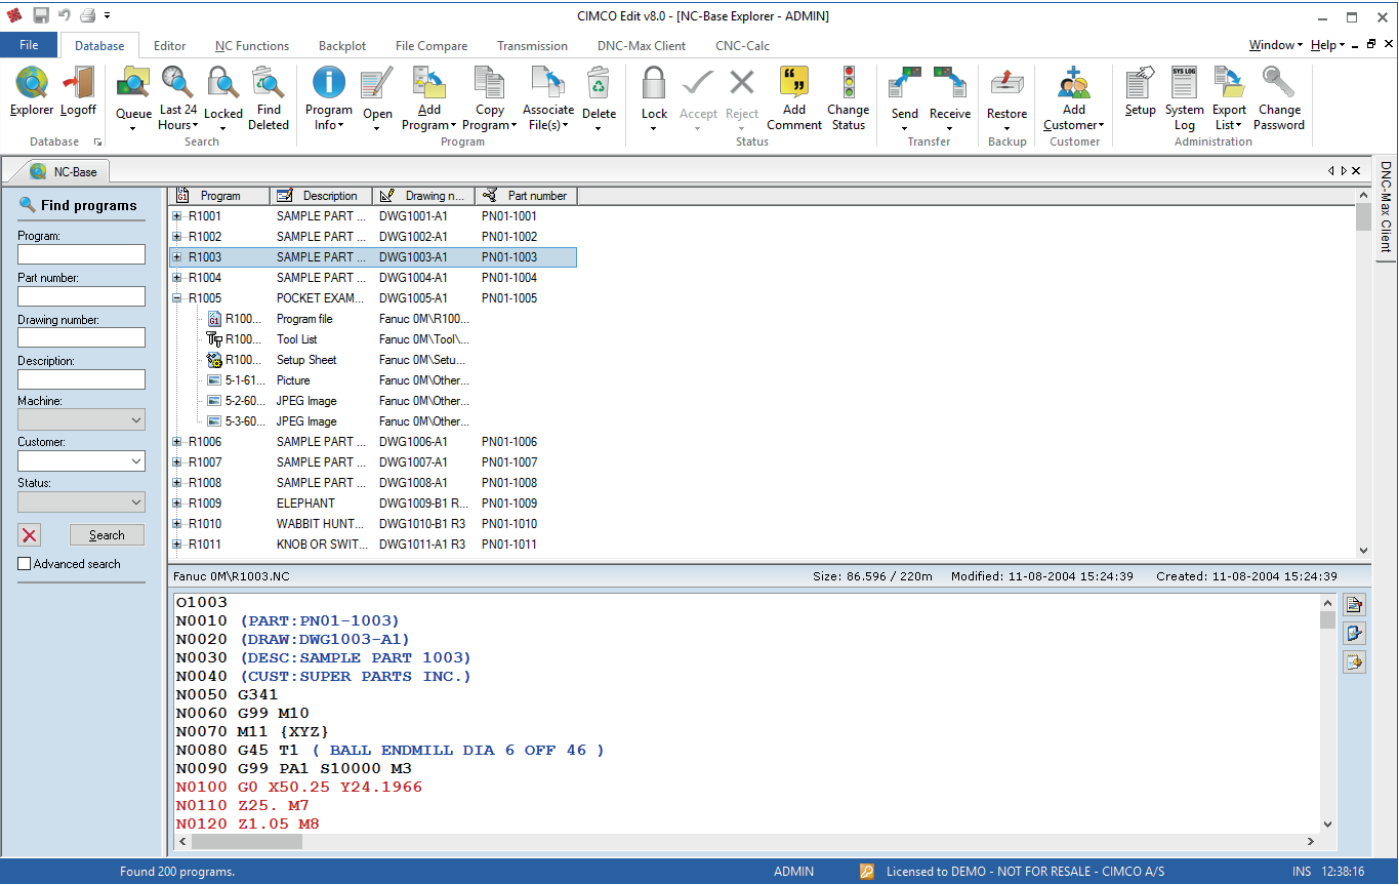 CIMCO Edit v8.0 - [NC-Base Explorer - ADMIN]
File Database Editor NC Functions Backplot File Compare Transmission DNC-Max Client CNC-Calc Window Help
Explorer Logoff Queue Last 24 Hours Locked Find Deleted Program Info Open Add Program Copy Program Associate File(s) Delete Lock Accept Reject Add Comment Change Status Send Receive Restore Add Customer Setup System Log Export List Change Password
SYS LOG
Database Search Program Status Transfer Backup Customer Administration
NC-Base
DNC-Max Client
Find programs
Program:
Part number:
Drawing number:
Description:
Machine:
Customer:
Status:
Search
Advanced search
Program Description Drawing n... Part number
R1001 SAMPLE PART ... DWG1001-A1 PN01-1001
R1002 SAMPLE PART ... DWG1002-A1 PN01-1002
R1003 SAMPLE PART ... DWG1003-A1 PN01-1003
R1004 SAMPLE PART ... DWG1004-A1 PN01-1004
R1005 POCKET EXAM... DWG1005-A1 PN01-1005
R100... Program file Fanuc 0M\R100...
R100... Tool List Fanuc 0M\Tool\...
R100... Setup Sheet Fanuc 0M\Setu...
5-1-61... Picture Fanuc 0M\Other...
5-2-60... JPEG Image Fanuc 0M\Other...
5-3-60... JPEG Image Fanuc 0M\Other...
R1006 SAMPLE PART ... DWG1006-A1 PN01-1006
R1007 SAMPLE PART ... DWG1007-A1 PN01-1007
R1008 SAMPLE PART ... DWG1008-A1 PN01-1008
R1009 ELEPHANT DWG1009-B1 R... PN01-1009
R1010 WABBIT HUNT... DWG1010-B1 R3 PN01-1010
R1011 KNOB OR SWIT... DWG1011-A1 R3 PN01-1011
Fanuc 0M\R1003.NC Size: 86.596 / 220m Modified: 11-08-2004 15:24:39 Created: 11-08-2004 15:24:39
O1003
N0010 (PART:PN01-1003)
N0020 (DRAW:DWG1003-A1)
N0030 (DESC:SAMPLE PART 1003)
N0040 (CUST:SUPER PARTS INC.)
N0050 G341
N0060 G99 M10
N0070 M11 {XYZ}
N0080 G45 T1 ( BALL ENDMILL DIA 6 OFF 46 )
N0090 G99 PA1 S10000 M3
N0100 G0 X50.25 Y24.1966
N0110 Z25. M7
N0120 Z1.05 M8
Found 200 programs. ADMIN Licensed to DEMO - NOT FOR RESALE - CIMCO A/S INS 12:38:16